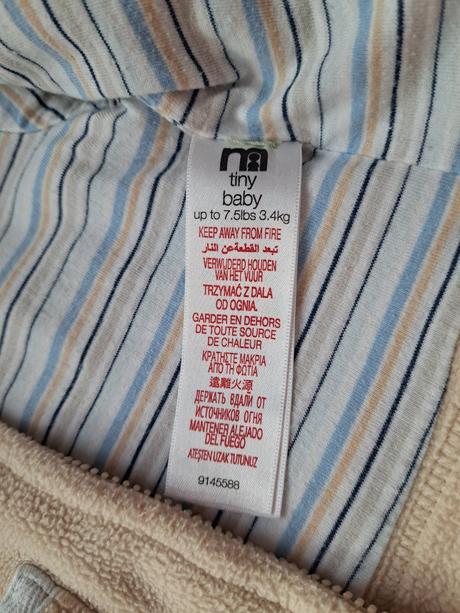 m
tiny
baby
up to 7.5lbs 3.4kg
KEEP AWAY FROM FIRE
تبعد القطعة عن النار
VERWIJDERD HOUDEN
VAN HET VUUR
TRZYMAĆ Z DALA
OD OGNIA.
GARDER EN DEHORS
DE TOUTE SOURCE
DE CHALEUR
ΚΡΑΤΗΣΤΕ ΜΑΚΡΙΑ
ΑΠΟ ΤΗ ΦΩΤΙΑ
遠離火源
ДЕРЖАТЬ ВДАЛИ ОТ
ИСТОЧНИКОВ ОГНЯ
MANTENER ALEJADO
DEL FUEGO
ATEŞTEN UZAK TUTUNUZ
9145588